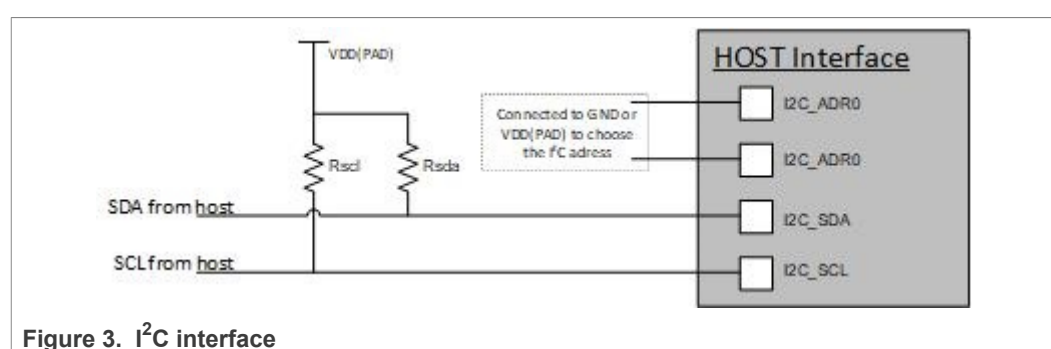 VDD(PAD)
HOST Interface
I2C_ADR0
Connected to GND or
VDD(PAD) to choose
the I²C adress
I2C_ADR0
Rscl
Rsda
SDA from host
I2C_SDA
SCL from host
I2C_SCL
Figure 3. I²C interface